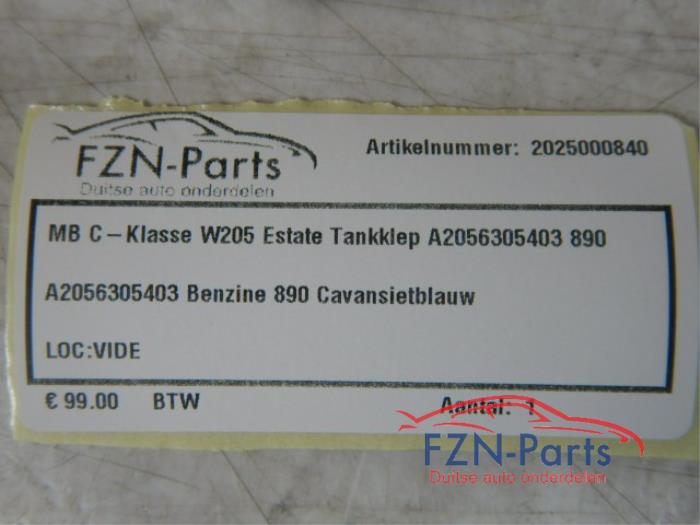 FZN-Parts
Duitse auto onderdelen
Artikelnummer: 2025000840
MB C-Klasse W205 Estate Tankklep A2056305403 890
A2056305403 Benzine 890 Cavansietblauw
LOC:VIDE
€ 99.00 BTW Aantal: 1
FZN-Parts
Duitse auto onderdelen